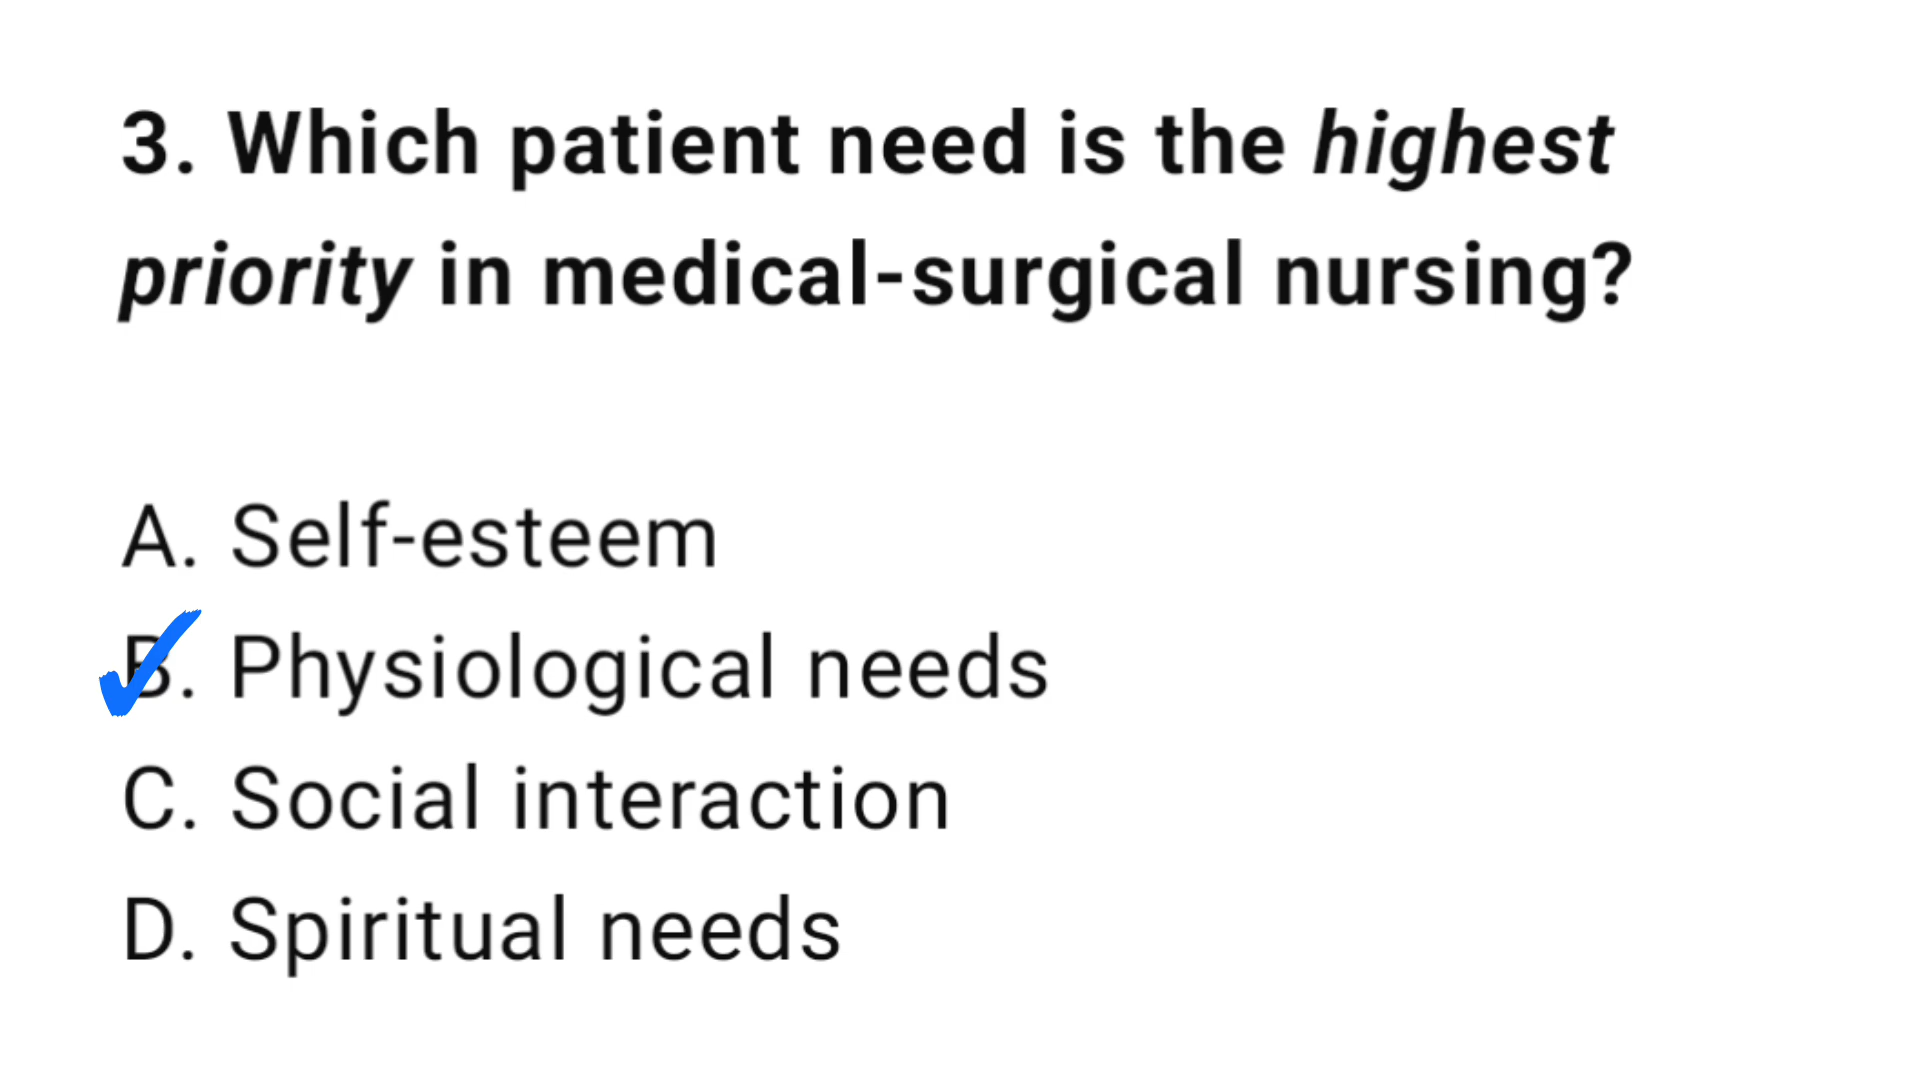 3. Which patient need is the highest
priority in medical-surgical nursing?
A. Self-esteem
B. Physiological needs
C. Social interaction
D. Spiritual needs